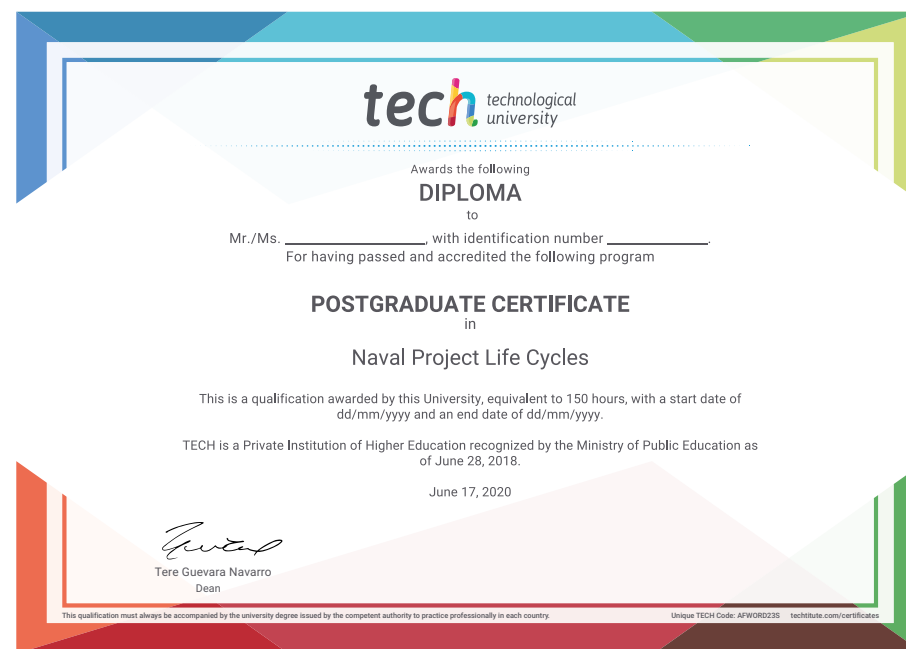 tech technological
university
Awards the following
DIPLOMA
to
Mr./Ms. ____________, with identification number ____________.
For having passed and accredited the following program
POSTGRADUATE CERTIFICATE
in
Naval Project Life Cycles
This is a qualification awarded by this University, equivalent to 150 hours, with a start date of
dd/mm/yyyy and an end date of dd/mm/yyyy.
TECH is a Private Institution of Higher Education recognized by the Ministry of Public Education as
of June 28, 2018.
June 17, 2020
Tere Guevara Navarro
Dean
This qualification must always be accompanied by the university degree issued by the competent authority to practice professionally in each country. Unique TECH Code: AFWORD23S techtitute.com/certificates